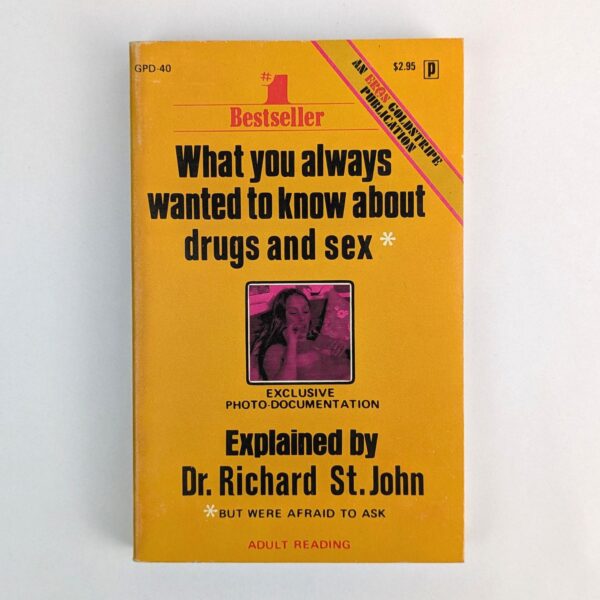 GPD-40
$2.95 p
AN EROS GOLDSTRIPE
PUBLICATION
#1
Bestseller
What you always
wanted to know about
drugs and sex *
EXCLUSIVE
PHOTO-DOCUMENTATION
Explained by
Dr. Richard St. John
*BUT WERE AFRAID TO ASK
ADULT READING